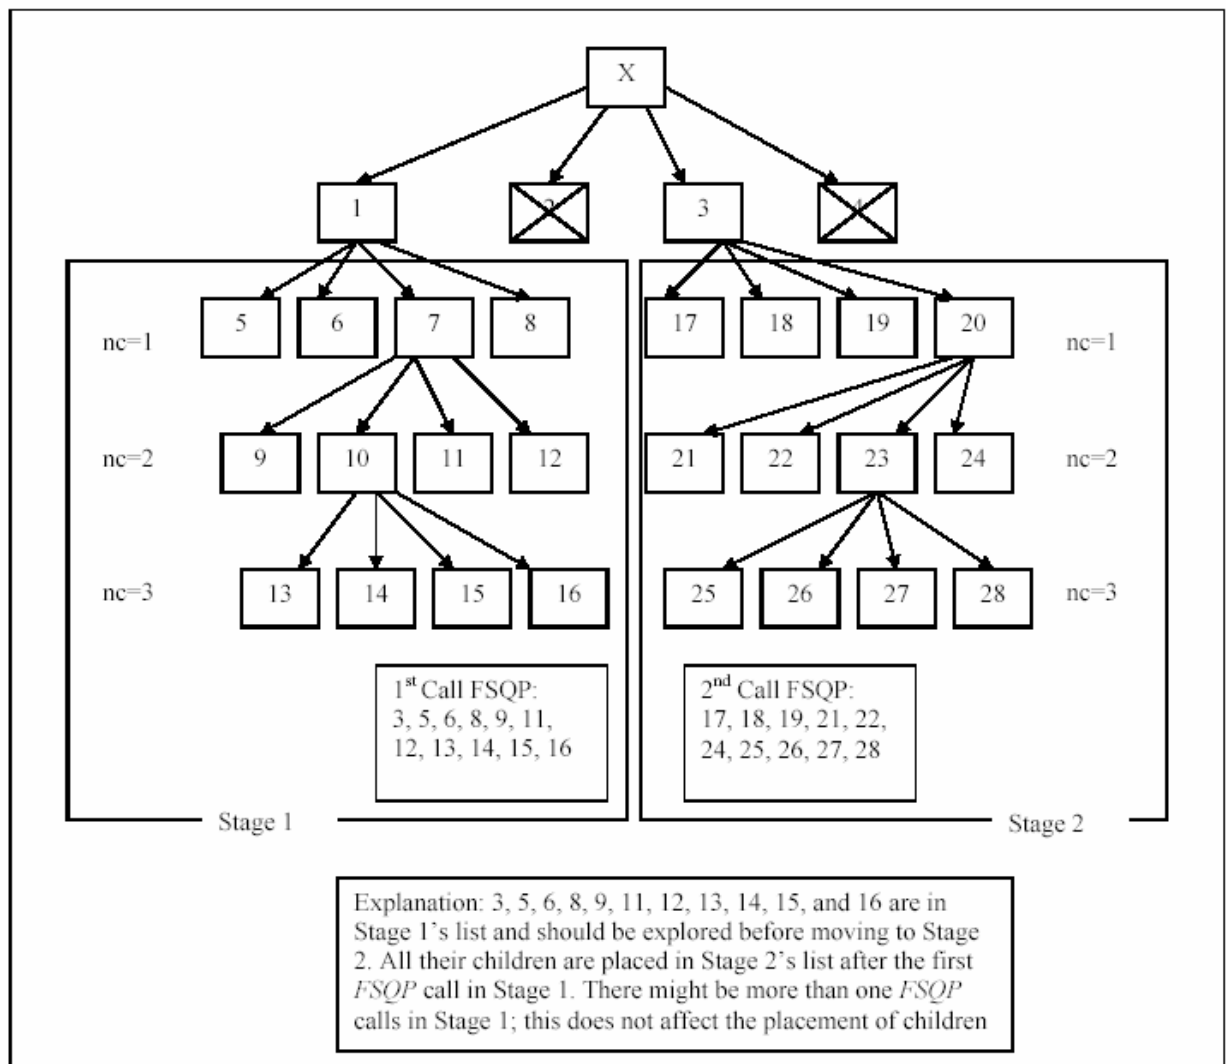 X
1 2 3 4
5 6 7 8 17 18 19 20
nc=1 nc=1
9 10 11 12 21 22 23 24
nc=2 nc=2
13 14 15 16 25 26 27 28
nc=3 nc=3
1st Call FSQP:
3, 5, 6, 8, 9, 11,
12, 13, 14, 15, 16
2nd Call FSQP:
17, 18, 19, 21, 22,
24, 25, 26, 27, 28
Stage 1
Stage 2
Explanation: 3, 5, 6, 8, 9, 11, 12, 13, 14, 15, and 16 are in
Stage 1's list and should be explored before moving to Stage
2. All their children are placed in Stage 2's list after the first
FSQP call in Stage 1. There might be more than one FSQP
calls in Stage 1; this does not affect the placement of children